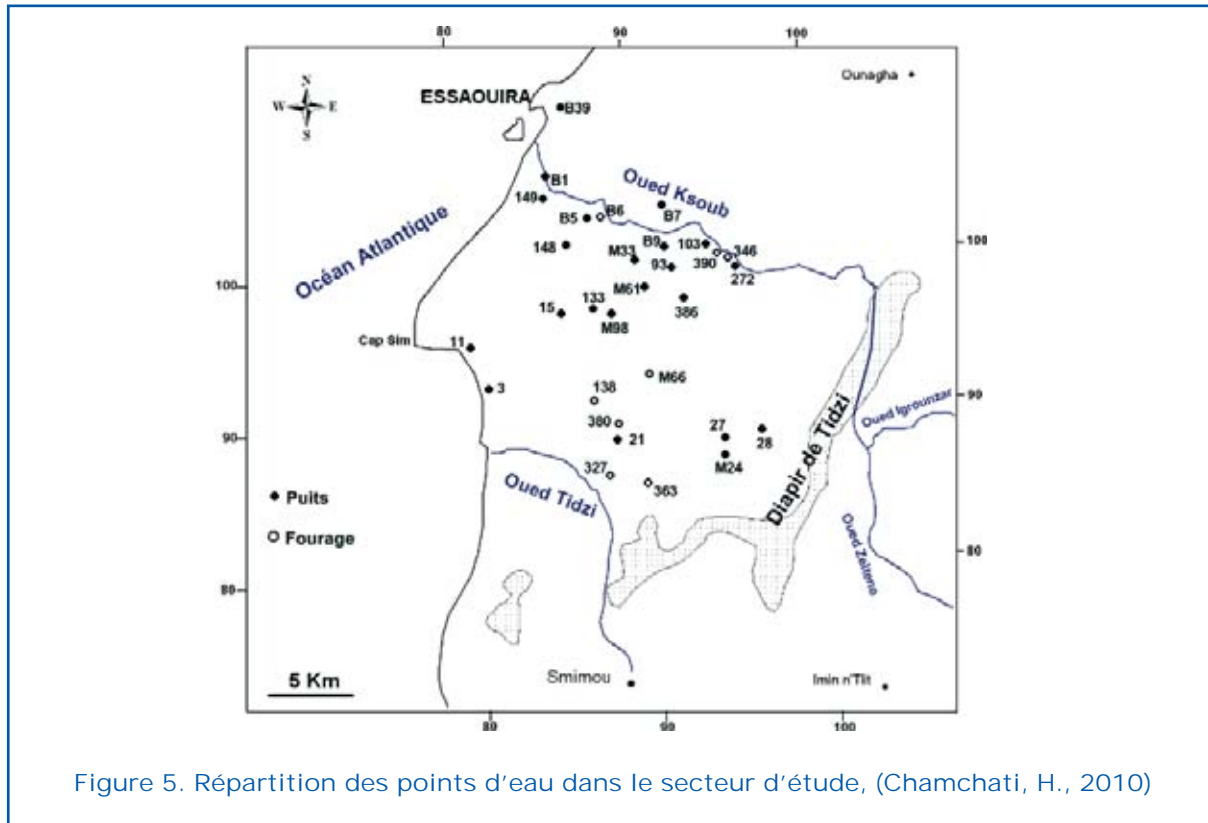 80 90 100
Ounagha
N
W E
S
ESSAOUIRA
B39
B1
Oued Ksoub
149
B5 B6 B7
Océan Atlantique
148 M33 B9 103 346
100
93 390
272
100
M61
15 133 386
M98
Cap Sim
11
3
138 M66
90
380
21 27 28
90
M24
Oued Igrounzar
327 363
Diapir de Tidzi
Oued Tidzi
Puits
Fourage
Oued Zeltene
80
80
5 Km
Smimou
Imin n'Tlit
80 90 100
Figure 5. Répartition des points d'eau dans le secteur d'étude, (Chamchati, H., 2010)